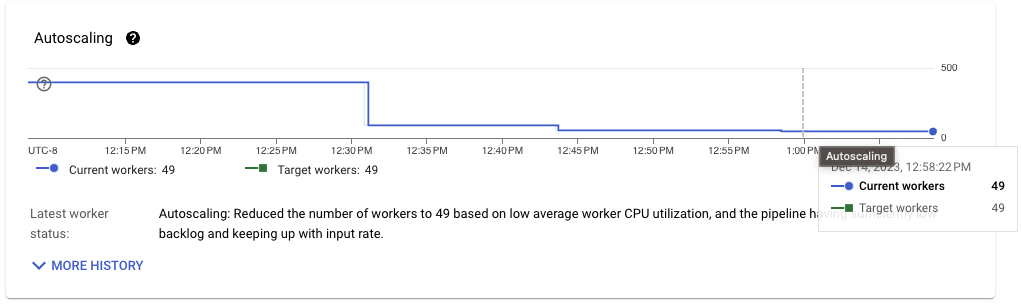 Autoscaling ?
500
0
UTC-8 12:15 PM 12:20 PM 12:25 PM 12:30 PM 12:35 PM 12:40 PM 12:45 PM 12:50 PM 12:55 PM 1:00 PM
Current workers: 49 Target workers: 49
Autoscaling
Dec 14, 2023, 12:58:22 PM
Current workers 49
Target workers 49
Latest worker status:
Autoscaling: Reduced the number of workers to 49 based on low average worker CPU utilization, and the pipeline having sufficiently low
backlog and keeping up with input rate.
MORE HISTORY